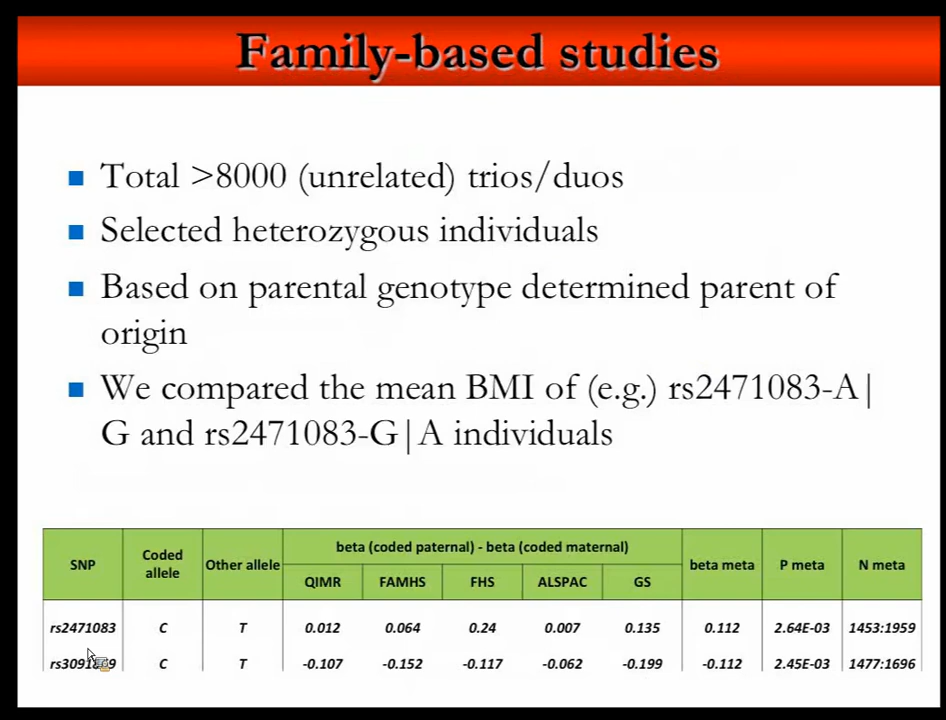 Family-based studies
Total >8000 (unrelated) trios/duos
Selected heterozygous individuals
Based on parental genotype determined parent of
origin
We compared the mean BMI of (e.g.) rs2471083-A|
G and rs2471083-G|A individuals
SNP Coded allele Other allele beta (coded paternal) - beta (coded maternal) beta meta P meta N meta
QIMR FAMHS FHS ALSPAC GS
rs2471083 C T 0.012 0.064 0.24 0.007 0.135 0.112 2.64E-03 1453:1959
C T -0.107 -0.152 -0.117 -0.062 -0.199 -0.112 2.45E-03 1477:1696